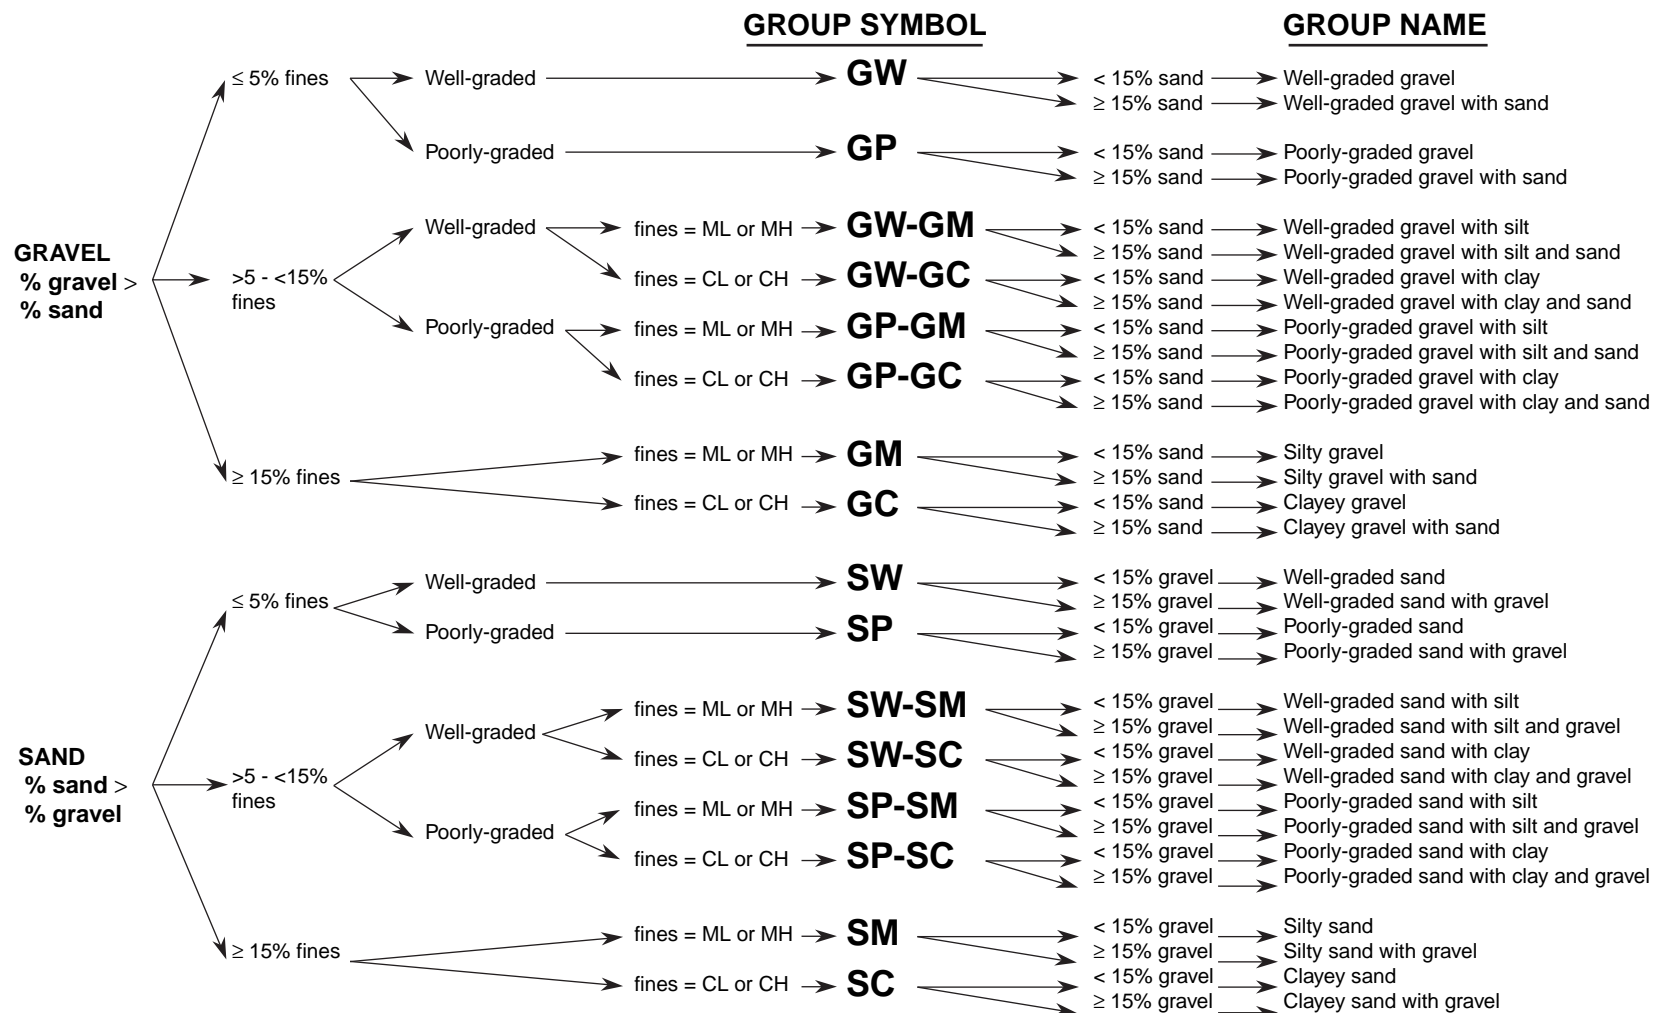 GROUP SYMBOL GROUP NAME
≤ 5% fines Well-graded GW < 15% sand Well-graded gravel
≥ 15% sand Well-graded gravel with sand
Poorly-graded GP < 15% sand Poorly-graded gravel
≥ 15% sand Poorly-graded gravel with sand
GRAVEL
% gravel >
% sand
>5 - <15%
fines
Well-graded fines = ML or MH GW-GM < 15% sand Well-graded gravel with silt
≥ 15% sand Well-graded gravel with silt and sand
fines = CL or CH GW-GC < 15% sand Well-graded gravel with clay
≥ 15% sand Well-graded gravel with clay and sand
Poorly-graded fines = ML or MH GP-GM < 15% sand Poorly-graded gravel with silt
≥ 15% sand Poorly-graded gravel with silt and sand
fines = CL or CH GP-GC < 15% sand Poorly-graded gravel with clay
≥ 15% sand Poorly-graded gravel with clay and sand
≥ 15% fines fines = ML or MH GM < 15% sand Silty gravel
≥ 15% sand Silty gravel with sand
fines = CL or CH GC < 15% sand Clayey gravel
≥ 15% sand Clayey gravel with sand
≤ 5% fines Well-graded SW < 15% gravel Well-graded sand
≥ 15% gravel Well-graded sand with gravel
Poorly-graded SP < 15% gravel Poorly-graded sand
≥ 15% gravel Poorly-graded sand with gravel
SAND
% sand >
% gravel
>5 - <15%
fines
Well-graded fines = ML or MH SW-SM < 15% gravel Well-graded sand with silt
≥ 15% gravel Well-graded sand with silt and gravel
fines = CL or CH SW-SC < 15% gravel Well-graded sand with clay
≥ 15% gravel Well-graded sand with clay and gravel
Poorly-graded fines = ML or MH SP-SM < 15% gravel Poorly-graded sand with silt
≥ 15% gravel Poorly-graded sand with silt and gravel
fines = CL or CH SP-SC < 15% gravel Poorly-graded sand with clay
≥ 15% gravel Poorly-graded sand with clay and gravel
≥ 15% fines fines = ML or MH SM < 15% gravel Silty sand
≥ 15% gravel Silty sand with gravel
fines = CL or CH SC < 15% gravel Clayey sand
≥ 15% gravel Clayey sand with gravel